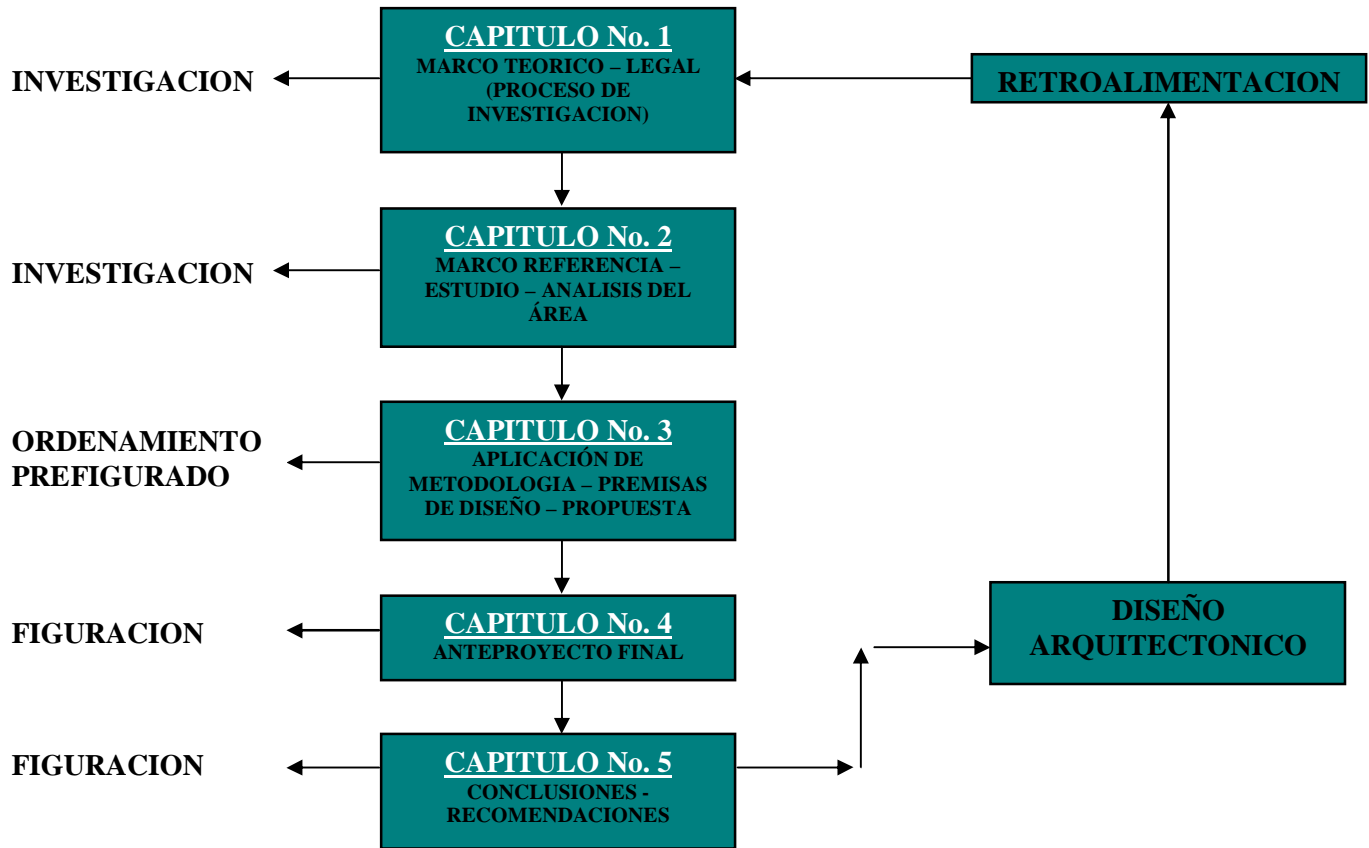 CAPITULO No. 1
MARCO TEORICO – LEGAL
(PROCESO DE
INVESTIGACION)
INVESTIGACION
RETROALIMENTACION
CAPITULO No. 2
MARCO REFERENCIA –
ESTUDIO – ANALISIS DEL
ÁREA
INVESTIGACION
CAPITULO No. 3
APLICACIÓN DE
METODOLOGIA – PREMISAS
DE DISEÑO – PROPUESTA
ORDENAMIENTO
PREFIGURADO
CAPITULO No. 4
ANTEPROYECTO FINAL
FIGURACION
DISEÑO
ARQUITECTONICO
CAPITULO No. 5
CONCLUSIONES -
RECOMENDACIONES
FIGURACION